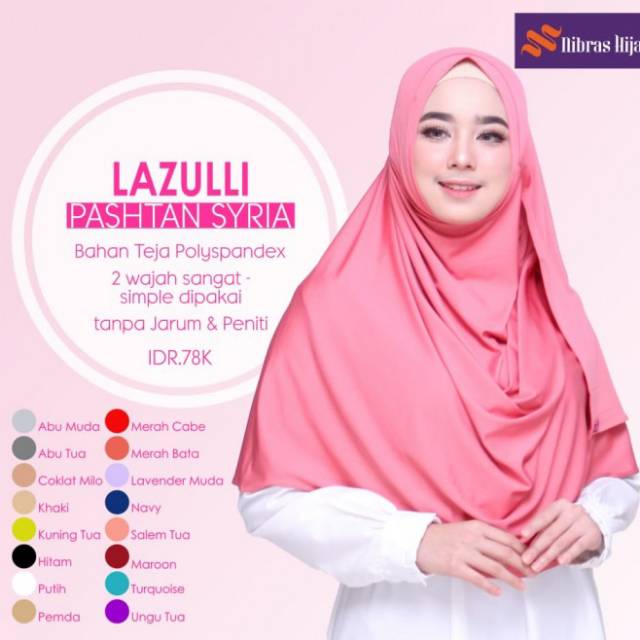 Nibras Hija
LAZULLI
PASHTAN SYRIA
Bahan Teja Polyspandex
2 wajah sangat -
simple dipakai
tanpa Jarum & Peniti
IDR.78K
Abu Muda
Abu Tua
Coklat Milo
Khaki
Kuning Tua
Hitam
Putih
Pemda
Merah Cabe
Merah Bata
Lavender Muda
Navy
Salem Tua
Maroon
Turquoise
Ungu Tua